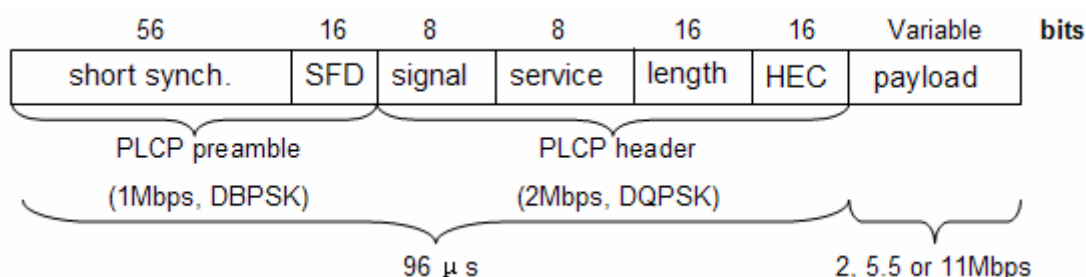 56 16 8 8 16 16 Variable bits
short synch. SFD signal service length HEC payload
PLCP preamble PLCP header
(1Mbps, DBPSK) (2Mbps, DQPSK)
96 μ s 2, 5.5 or 11Mbps